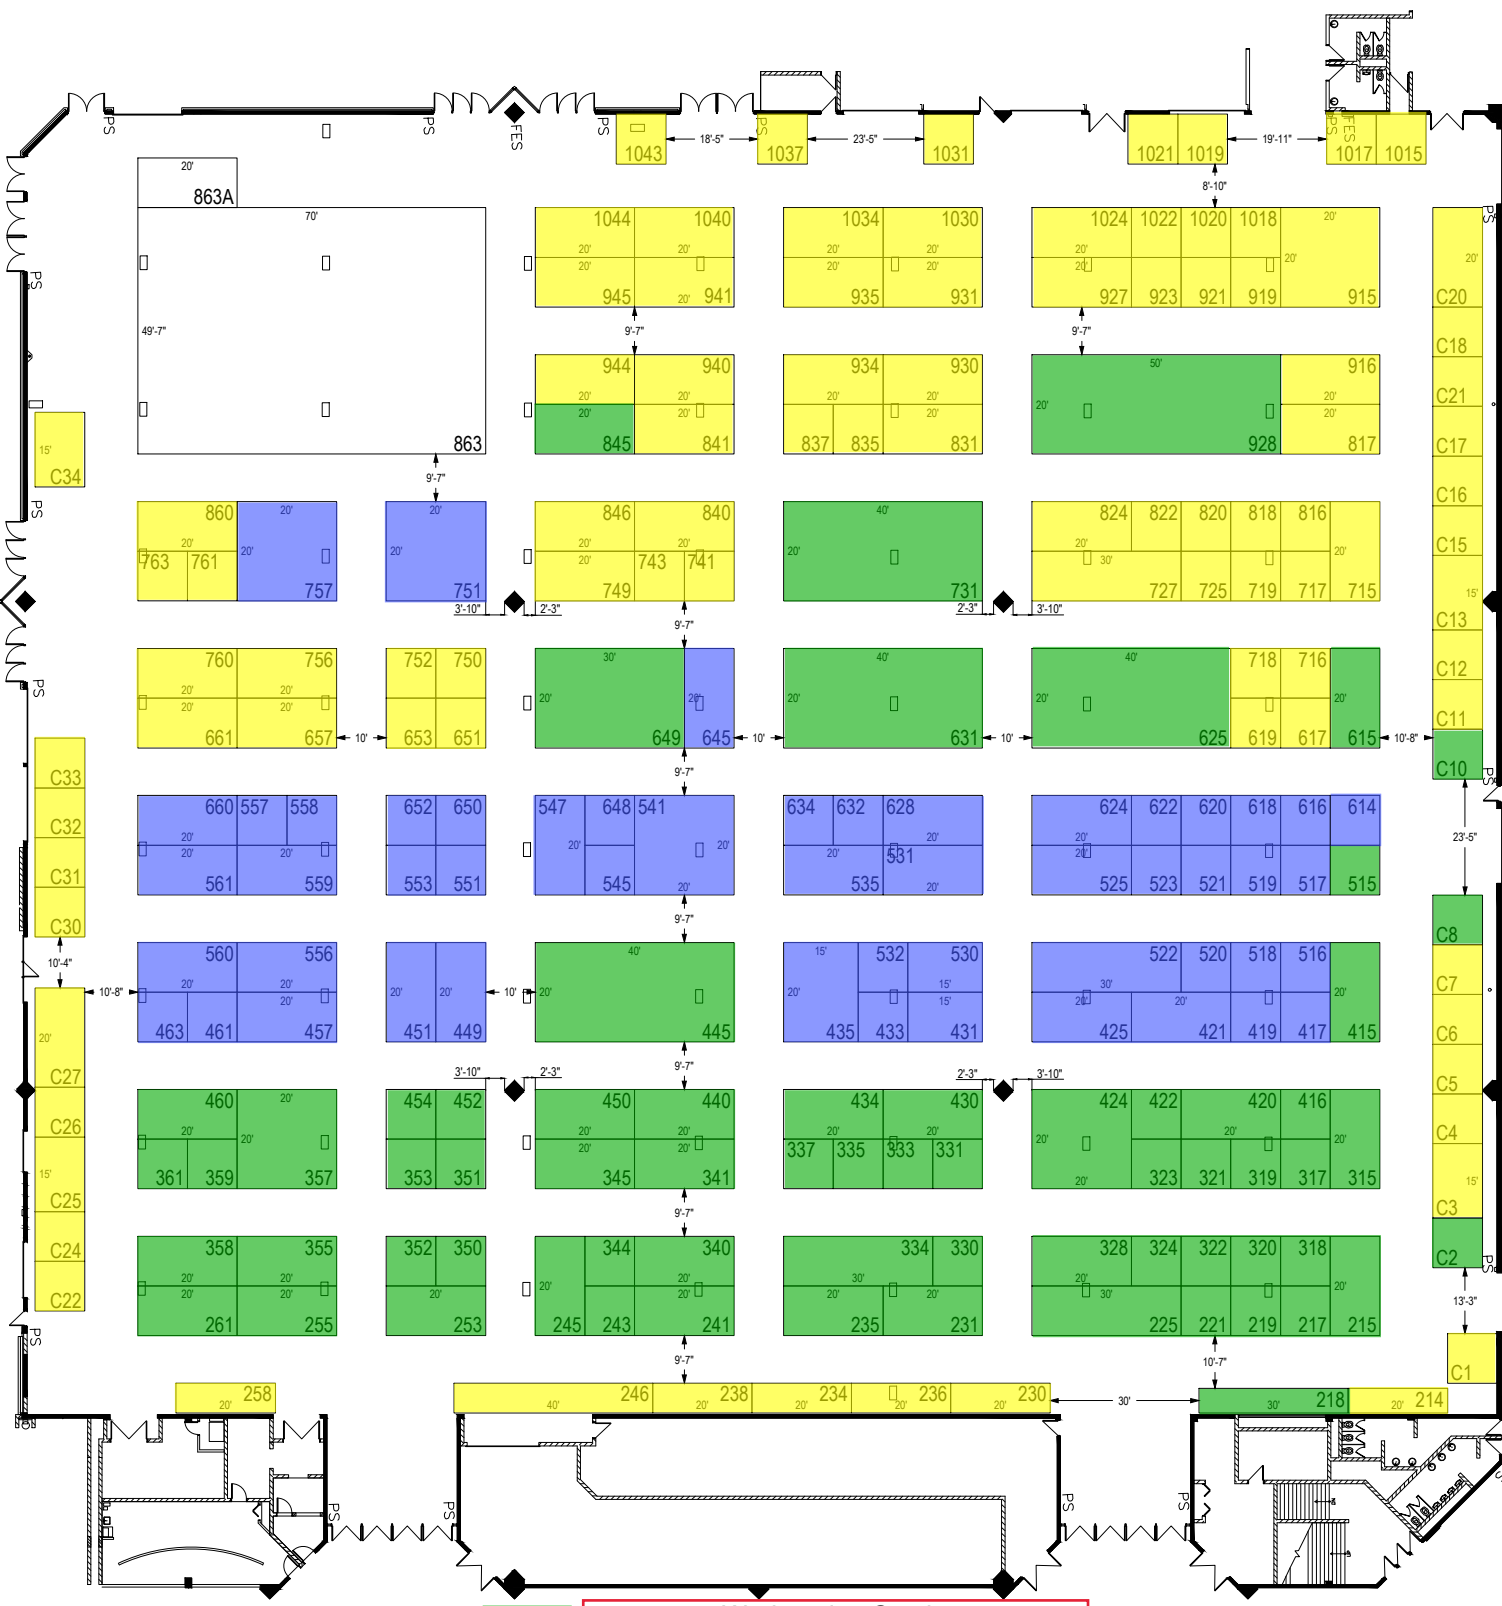 PS PS FES PS PS PS FES
1043 18'-5" 1037 23'-5" 1031 1021 1019 19'-11" 1017 1015
20' 8'-10"
863A
70' 1044 1040 1034 1030 1024 1022 1020 1018 20' PS
20' 20' 20' 20' 20' 20' 20'
20' 20' 20' 20' 20'
PS
945 20' 941 935 931 927 923 921 919 915 C20
49'-7" 9'-7" 9'-7"
C18
944 940 934 930 50' 916
20' 20' 20' 20' 20' C21
20' 20' 20' 20' 20'
863 845 841 837 835 831 928 817 C17
15'
C34 9'-7"
C16
PS
860 20' 20' 846 840 40' 824 822 820 818 816
20' 20' 20' 20' 20' 20' 20' 20' C15
763 761 20' 743 741 30'
757 751 749 731 727 725 719 717 715 15'
3'-10" 2'-3" 2'-3" 3'-10" C13
9'-7"
760 756 752 750 30' 40' 40' 718 716 C12
PS
20' 20' 20' 20' 20' 20' 20'
20' 20' C11
661 657 10' 653 651 649 645 10' 631 10' 625 619 617 615 10'-8"
C33 9'-7" C10 PS
C32 660 557 558 652 650 547 648 541 634 632 628 624 622 620 618 616 614
20' 20' 20' 20' 20' 20' 23'-5"
20' 20' 20' 531 20'
C31 561 559 553 551 545 20' 535 20' 525 523 521 519 517 515
C30 9'-7" C8
10'-4" 560 556 40' 15' 532 530 522 520 518 516
C7
10'-8" 20' 20' 20' 20' 10' 20' 20' 15' 30' 20'
20' 15' 20' 20'
463 461 457 451 449 445 435 433 431 425 421 419 417 415 C6
20'
9'-7"
C27 3'-10" 2'-3" 2'-3" 3'-10" C5
460 20' 454 452 450 440 434 430 424 422 420 416
C26 20' 20' 20' 20' 20' 20' 20' 20' 20' C4
20' 20' 337 335 333 331
15' 361 359 357 353 351 345 341 20' 323 321 319 317 315 15'
C25 C3
9'-7"
C24 358 355 352 350 344 340 334 330 328 324 322 320 318 C2
20' 20' 20' 20' 30' 20' 20' PS
20' 20' 20' 20' 20' 20' 30'
C22 261 255 253 245 243 241 235 231 225 221 219 217 215 13'-3"
PS
9'-7" 10'-7"
C1
258 246 238 234 236 230 218 214
20' 40' 20' 20' 20' 20' 30' 30' 20'
PS PS PS PS